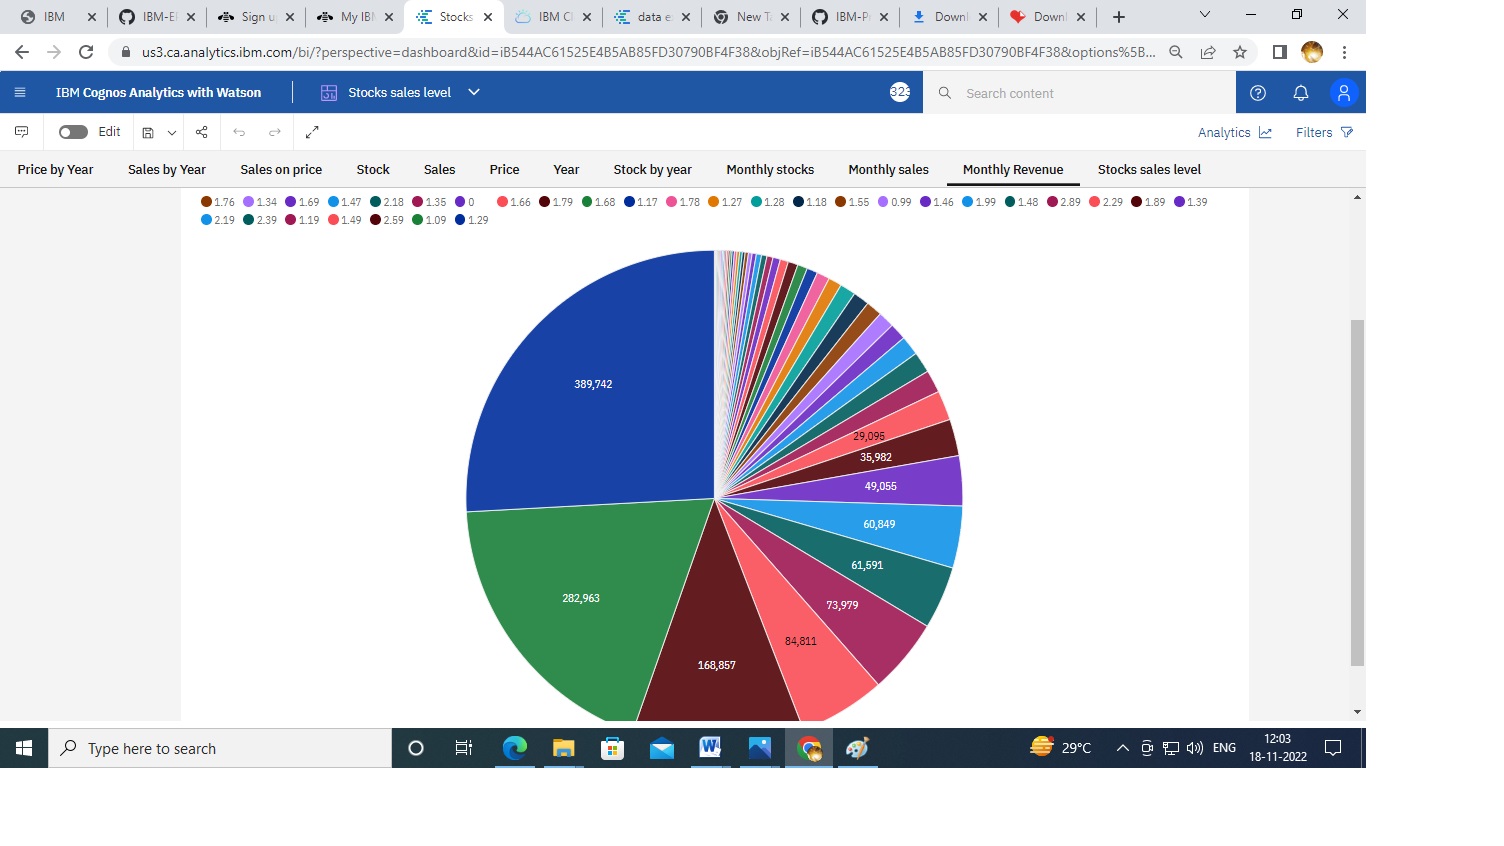 IBM IBM-E Sign u My IBM Stocks IBM C data e New T IBM-P Downl Downl
us3.ca.analytics.ibm.com/bi/?perspective=dashboard&id=iB544AC61525E4B5AB85FD30790BF4F38&objRef=iB544AC61525E4B5AB85FD30790BF4F38&options%5B...
IBM Cognos Analytics with Watson Stocks sales level 323 Search content
Edit Analytics Filters
Price by Year Sales by Year Sales on price Stock Sales Price Year Stock by year Monthly stocks Monthly sales Monthly Revenue Stocks sales level
1.76 1.34 1.69 1.47 2.18 1.35 0 1.66 1.79 1.68 1.17 1.78 1.27 1.28 1.18 1.55 0.99 1.46 1.99 1.48 2.89 2.29 1.89 1.39
2.19 2.39 1.19 1.49 2.59 1.09 1.29
389,742
29,095
35,982
49,055
60,849
61,591
282,963
73,979
84,811
168,857
Type here to search 29°C ENG 12:03
18-11-2022